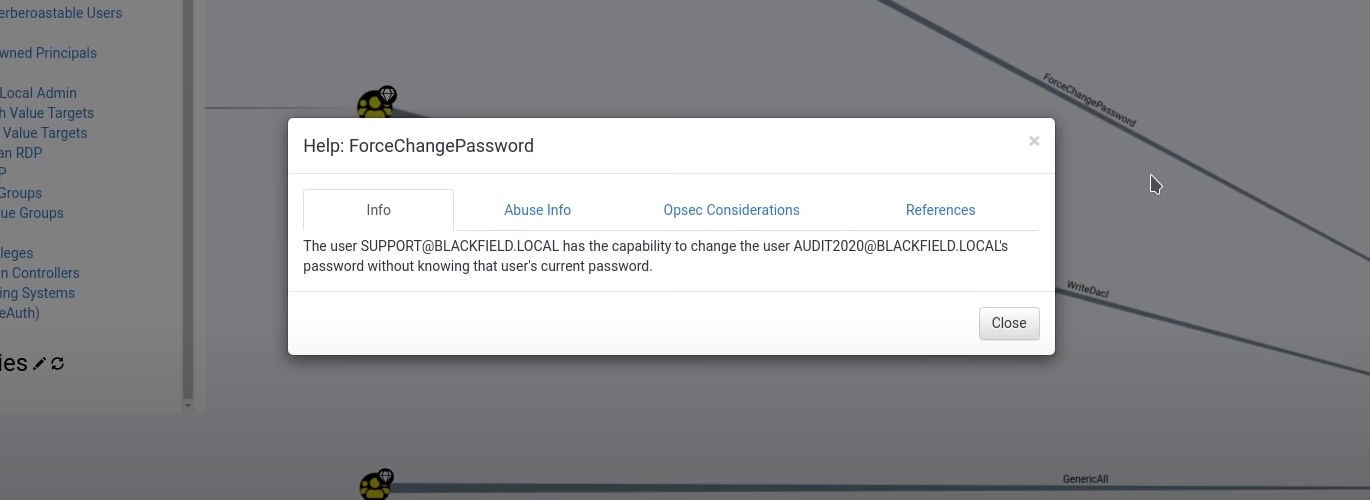 erberoastable Users
wned Principals
Local Admin
h Value Targets
Value Targets
an RDP
P
Groups
ue Groups
leges
n Controllers
ing Systems
eAuth)
ies
ForceChangePassword
Help: ForceChangePassword
×
Info
Abuse Info
Opsec Considerations
References
The user SUPPORT@BLACKFIELD.LOCAL has the capability to change the user AUDIT2020@BLACKFIELD.LOCAL's
password without knowing that user's current password.
Close
WriteDacl
GenericAll